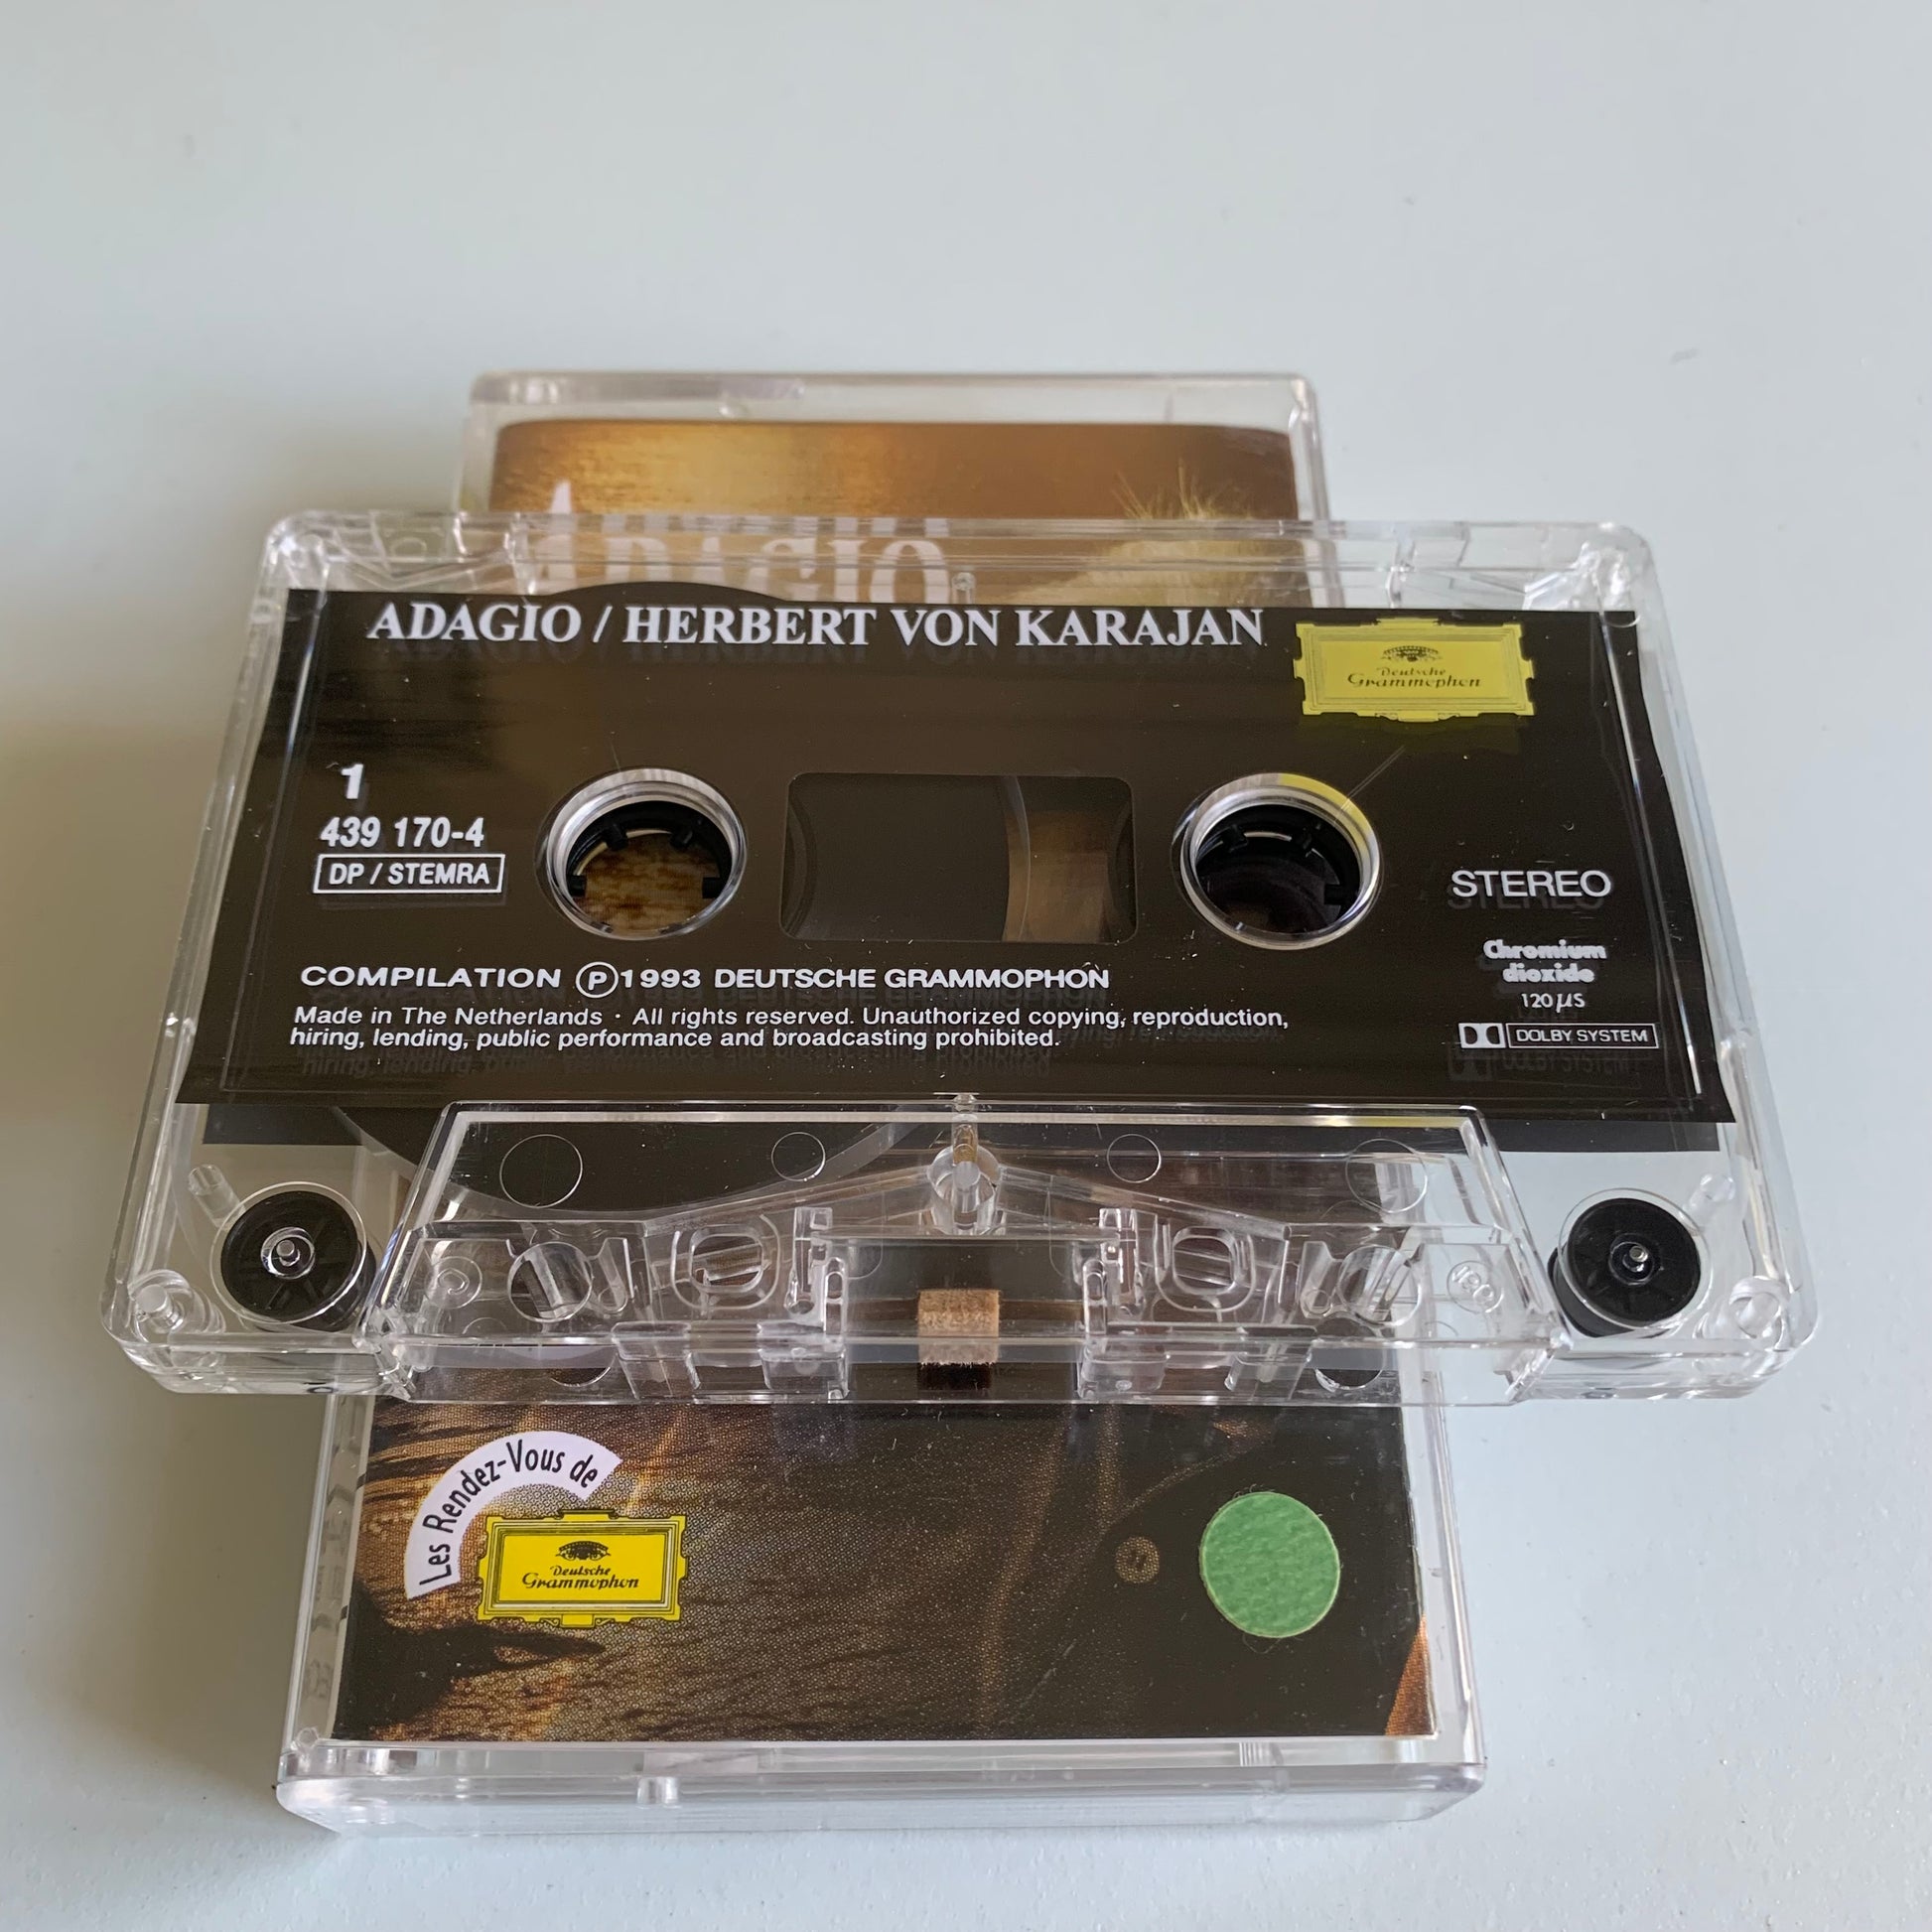 ADAGIO
ADAGIO / HERBERT VON KARAJAN
Deutsche
Grammophon
1
439 170-4
DP / STEMRA
STEREO
Chromium
dioxide
120 µS
DOLBY SYSTEM
COMPILATION Ⓟ1993 DEUTSCHE GRAMMOPHON
Made in The Netherlands · All rights reserved. Unauthorized copying, reproduction,
hiring, lending, public performance and broadcasting prohibited.
Les Rendez-Vous de
Deutsche
Grammophon